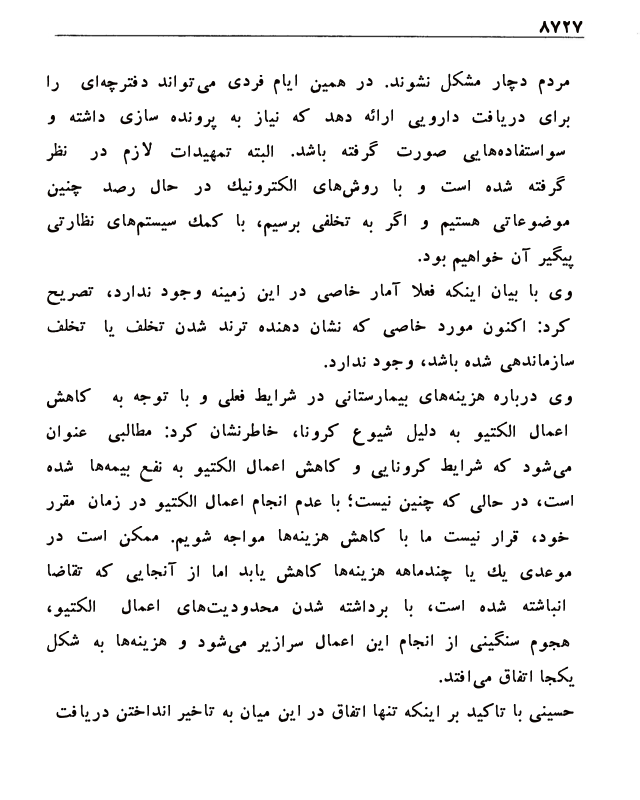 ۸۷۲۷
مردم دچار مشکل نشوند. در همین ایام فردی می‌تواند دفترچه‌ای را
برای دریافت دارویی ارائه دهد که نیاز به پرونده سازی داشته و
سواستفاده‌هایی صورت گرفته باشد. البته تمهیدات لازم در نظر
گرفته شده است و با روش‌های الکترونیك در حال رصد چنین
موضوعاتی هستیم و اگر به تخلفی برسیم، با کمك سیستم‌های نظارتی
پیگیر آن خواهیم بود.
وی با بیان اینکه فعلا آمار خاصی در این زمینه وجود ندارد، تصریح
کرد: اکنون مورد خاصی که نشان دهنده ترند شدن تخلف یا تخلف
سازماندهی شده باشد، وجود ندارد.
وی درباره هزینه‌های بیمارستانی در شرایط فعلی و با توجه به کاهش
اعمال الکتیو به دلیل شیوع کرونا، خاطرنشان کرد: مطالبی عنوان
می‌شود که شرایط کرونایی و کاهش اعمال الکتیو به نفع بیمه‌ها شده
است، در حالی که چنین نیست؛ با عدم انجام اعمال الکتیو در زمان مقرر
خود، قرار نیست ما با کاهش هزینه‌ها مواجه شویم. ممکن است در
موعدی یك یا چندماهه هزینه‌ها کاهش یابد اما از آنجایی که تقاضا
انباشته شده است، با برداشته شدن محدودیت‌های اعمال الکتیو،
هجوم سنگینی از انجام این اعمال سرازیر می‌شود و هزینه‌ها به شکل
یکجا اتفاق می‌افتد.
حسینی با تاکید بر اینکه تنها اتفاق در این میان به تاخیر انداختن دریافت